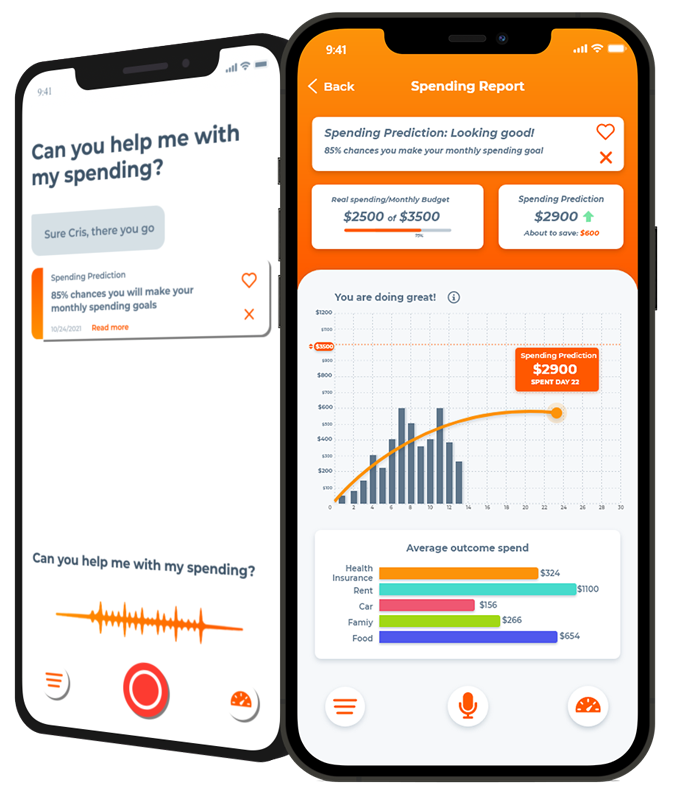 9:41
Can you help me with
my spending?
Sure Cris, there you go
Spending Prediction
85% chances you will make your
monthly spending goals
10/24/2021 Read more
Can you help me with my spending?
9:41
Back
Spending Report
Spending Prediction: Looking good!
85% chances you make your monthly spending goal
Real spending/Monthly Budget
$2500 of $3500
73%
Spending Prediction
$2900
About to save: $600
You are doing great!
$1200
$1100
$3500
$900
$800
$700
$600
$500
$400
$300
$200
$100
0 2 4 6 8 10 12 14 16 18 20 22 24 26 28 30
Spending Prediction
$2900
SPENT DAY 22
Average outcome spend
Health
Insurance
$324
Rent
$1100
Car
$156
Famiy
$266
Food
$654